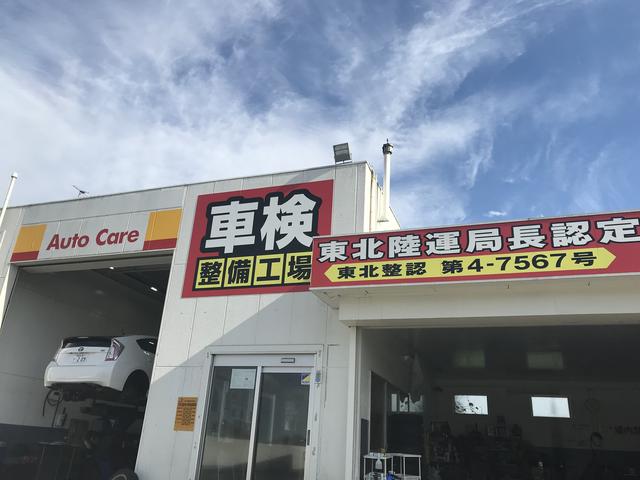 Auto Care
車検
整備工場
東北陸運局長認定
東北整認 第4-7567号